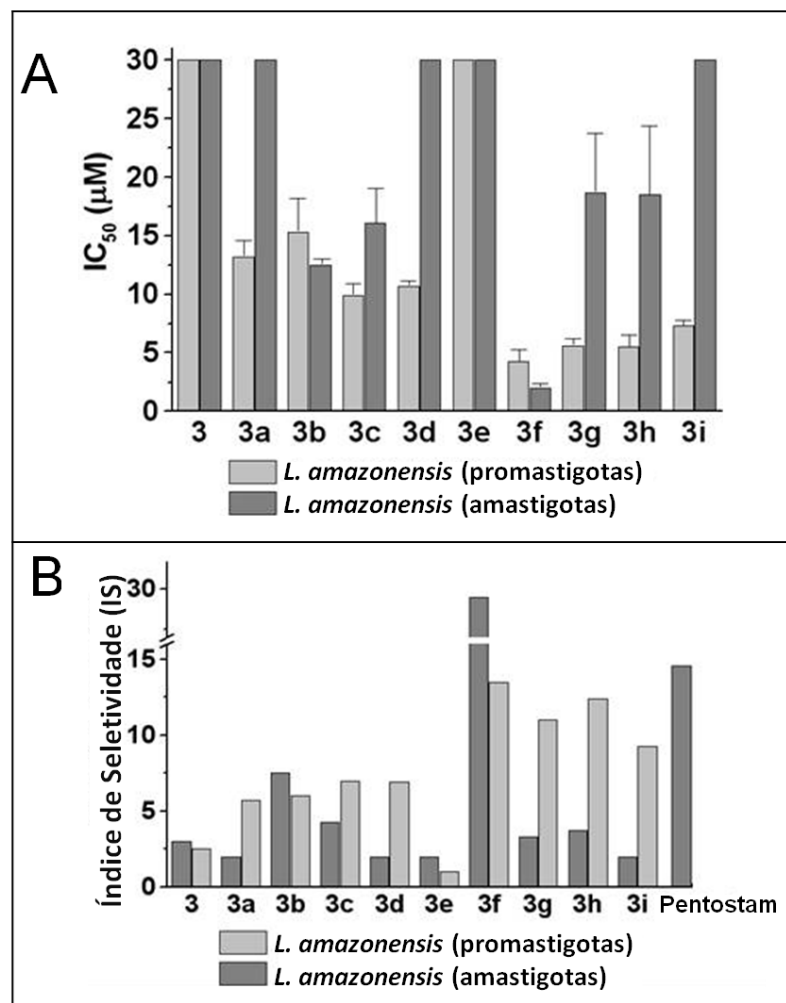 A
IC50 (µM)
30
25
20
15
10
5
0
3 3a 3b 3c 3d 3e 3f 3g 3h 3i
L. amazonensis (promastigotas)
L. amazonensis (amastigotas)
B
Índice de Seletividade (IS)
30
15
10
5
0
3 3a 3b 3c 3d 3e 3f 3g 3h 3i Pentostam
L. amazonensis (promastigotas)
L. amazonensis (amastigotas)